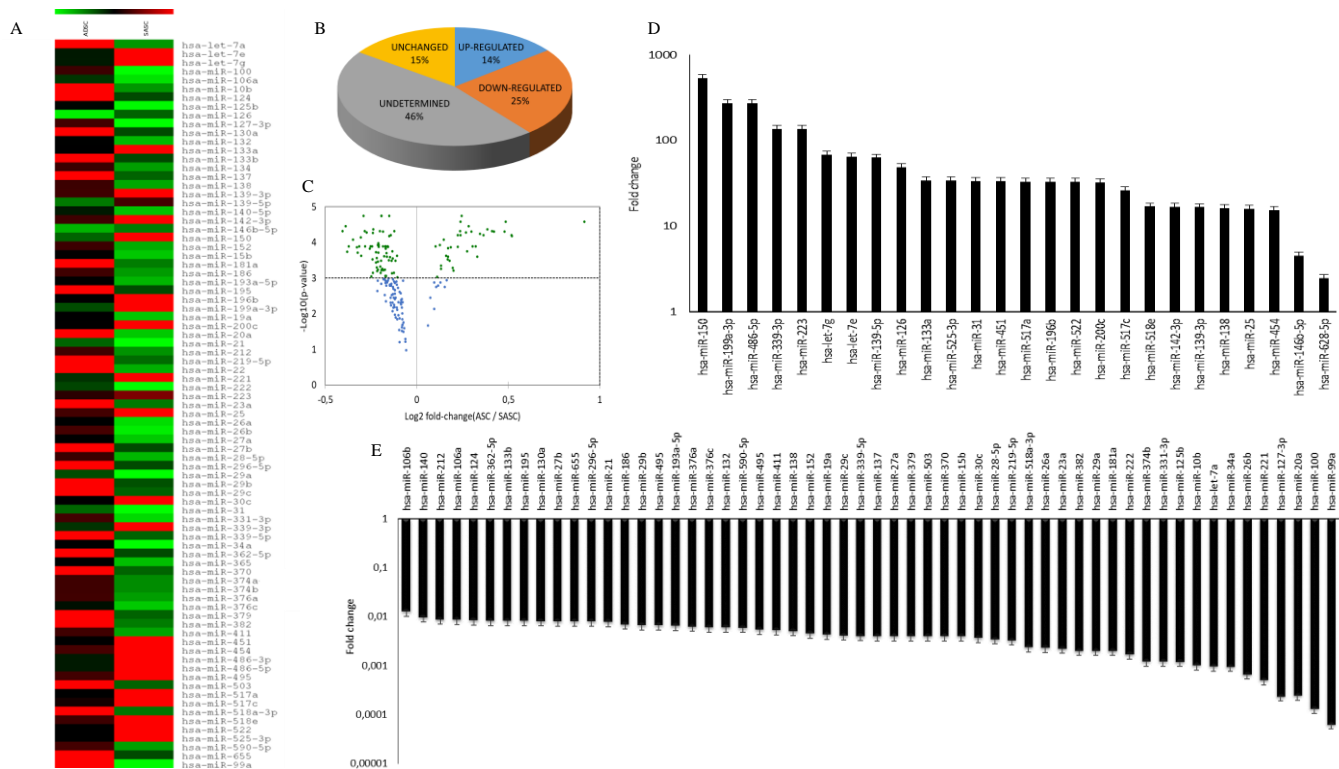 A
ADSC
SASC
hsa-let-7a
hsa-let-7e
hsa-let-7g
hsa-miR-100
hsa-miR-106a
hsa-miR-10b
hsa-miR-124
hsa-miR-125b
hsa-miR-126
hsa-miR-127-3p
hsa-miR-130a
hsa-miR-132
hsa-miR-133a
hsa-miR-133b
hsa-miR-134
hsa-miR-137
hsa-miR-138
hsa-miR-139-3p
hsa-miR-139-5p
hsa-miR-140-5p
hsa-miR-142-3p
hsa-miR-146b-5p
hsa-miR-150
hsa-miR-152
hsa-miR-15b
hsa-miR-181a
hsa-miR-186
hsa-miR-193a-5p
hsa-miR-195
hsa-miR-196b
hsa-miR-199a-3p
hsa-miR-19a
hsa-miR-200c
hsa-miR-20a
hsa-miR-21
hsa-miR-212
hsa-miR-219-5p
hsa-miR-22
hsa-miR-221
hsa-miR-222
hsa-miR-223
hsa-miR-23a
hsa-miR-25
hsa-miR-26a
hsa-miR-26b
hsa-miR-27a
hsa-miR-27b
hsa-miR-28-5p
hsa-miR-296-5p
hsa-miR-29a
hsa-miR-29b
hsa-miR-29c
hsa-miR-30c
hsa-miR-31
hsa-miR-331-3p
hsa-miR-339-3p
hsa-miR-339-5p
hsa-miR-34a
hsa-miR-362-5p
hsa-miR-365
hsa-miR-370
hsa-miR-374a
hsa-miR-374b
hsa-miR-376a
hsa-miR-376c
hsa-miR-379
hsa-miR-382
hsa-miR-411
hsa-miR-451
hsa-miR-454
hsa-miR-486-3p
hsa-miR-486-5p
hsa-miR-495
hsa-miR-503
hsa-miR-517a
hsa-miR-517c
hsa-miR-518a-3p
hsa-miR-518e
hsa-miR-522
hsa-miR-525-3p
hsa-miR-590-5p
hsa-miR-655
hsa-miR-99a
B
UNCHANGED
15%
UP-REGULATED
14%
DOWN-REGULATED
25%
UNDETERMINED
46%
C
-Log10(p-value)
5
4
3
2
1
0
-0,5
0
0,5
1
Log2 fold-change(ASC / SASC)
D
Fold change
1000
100
10
1
hsa-miR-150
hsa-miR-199a-3p
hsa-miR-486-5p
hsa-miR-339-3p
hsa-miR-223
hsa-let-7g
hsa-let-7e
hsa-miR-139-5p
hsa-miR-126
hsa-miR-133a
hsa-miR-525-3p
hsa-miR-31
hsa-miR-451
hsa-miR-517a
hsa-miR-196b
hsa-miR-522
hsa-miR-200c
hsa-miR-517c
hsa-miR-518e
hsa-miR-142-3p
hsa-miR-139-3p
hsa-miR-138
hsa-miR-25
hsa-miR-454
hsa-miR-146b-5p
hsa-miR-628-5p
E
hsa-miR-106b
hsa-miR-140
hsa-miR-212
hsa-miR-106a
hsa-miR-124
hsa-miR-362-5p
hsa-miR-133b
hsa-miR-195
hsa-miR-130a
hsa-miR-27b
hsa-miR-655
hsa-miR-296-5p
hsa-miR-21
hsa-miR-186
hsa-miR-29b
hsa-miR-495
hsa-miR-193a-5p
hsa-miR-376a
hsa-miR-376c
hsa-miR-132
hsa-miR-590-5p
hsa-miR-495
hsa-miR-411
hsa-miR-138
hsa-miR-152
hsa-miR-19a
hsa-miR-29c
hsa-miR-339-5p
hsa-miR-137
hsa-miR-27a
hsa-miR-379
hsa-miR-503
hsa-miR-370
hsa-miR-15b
hsa-miR-30c
hsa-miR-28-5p
hsa-miR-219-5p
hsa-miR-518a-3p
hsa-miR-26a
hsa-miR-23a
hsa-miR-382
hsa-miR-29a
hsa-miR-181a
hsa-miR-222
hsa-miR-374b
hsa-miR-331-3p
hsa-miR-125b
hsa-miR-10b
hsa-let-7a
hsa-miR-34a
hsa-miR-26b
hsa-miR-221
hsa-miR-127-3p
hsa-miR-20a
hsa-miR-100
hsa-miR-99a
Fold change
1
0,1
0,01
0,001
0,0001
0,00001